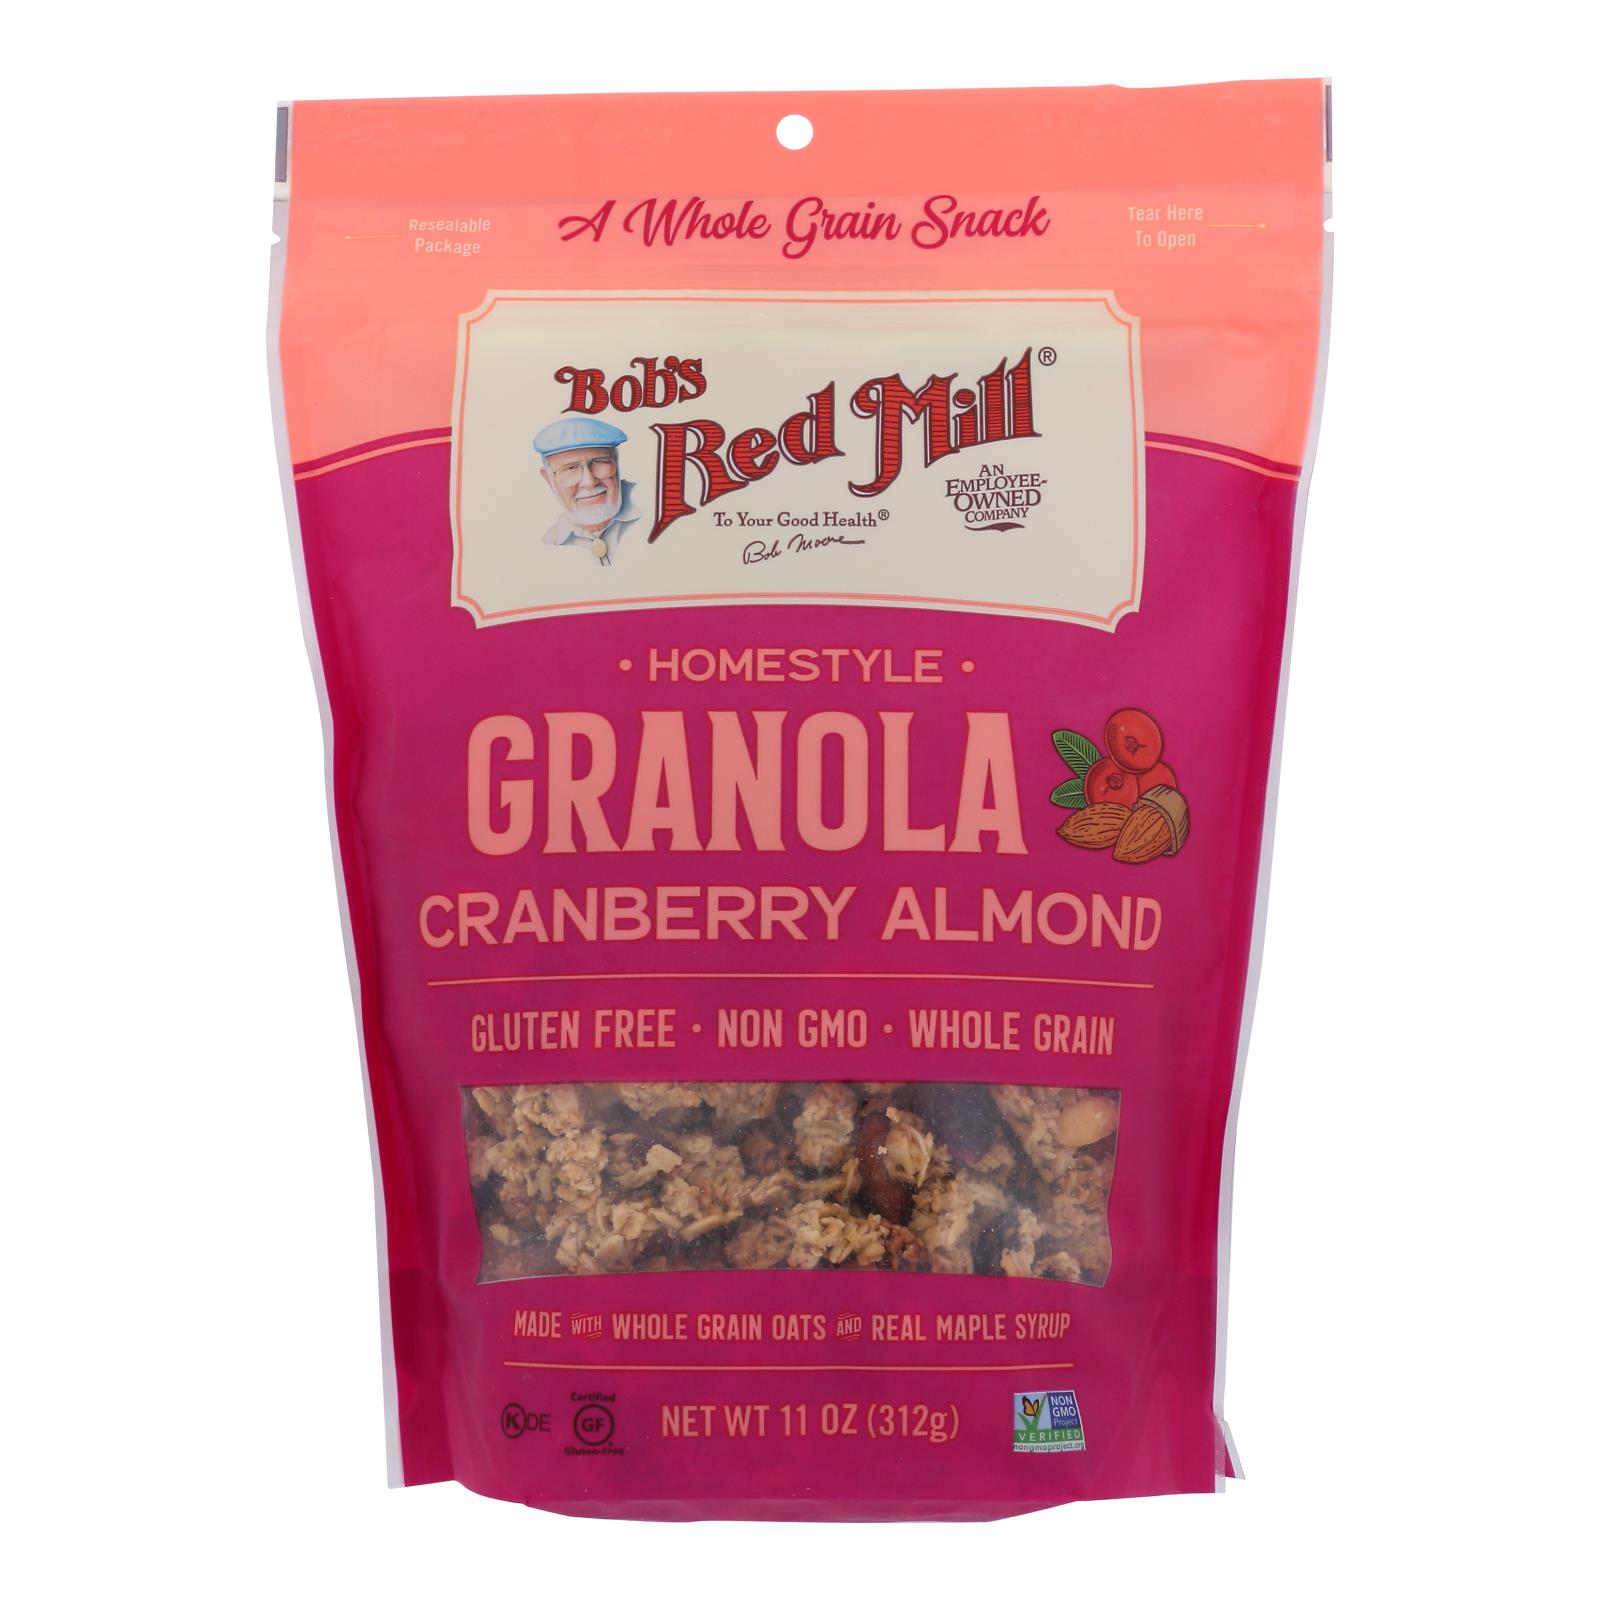 A Whole Grain Snack
Resealable
Package
Tear Here
To Open
Bob's
Red Mill®
AN
EMPLOYEE-
OWNED
COMPANY
To Your Good Health®
Bob Moore
• HOMESTYLE •
GRANOLA
CRANBERRY ALMOND
GLUTEN FREE • NON GMO • WHOLE GRAIN
MADE WITH WHOLE GRAIN OATS AND REAL MAPLE SYRUP
K DE
Certified
GF
Gluten-Free
NET WT 11 OZ (312g)
NON
GMO
Project
VERIFIED
nongmoproject.org